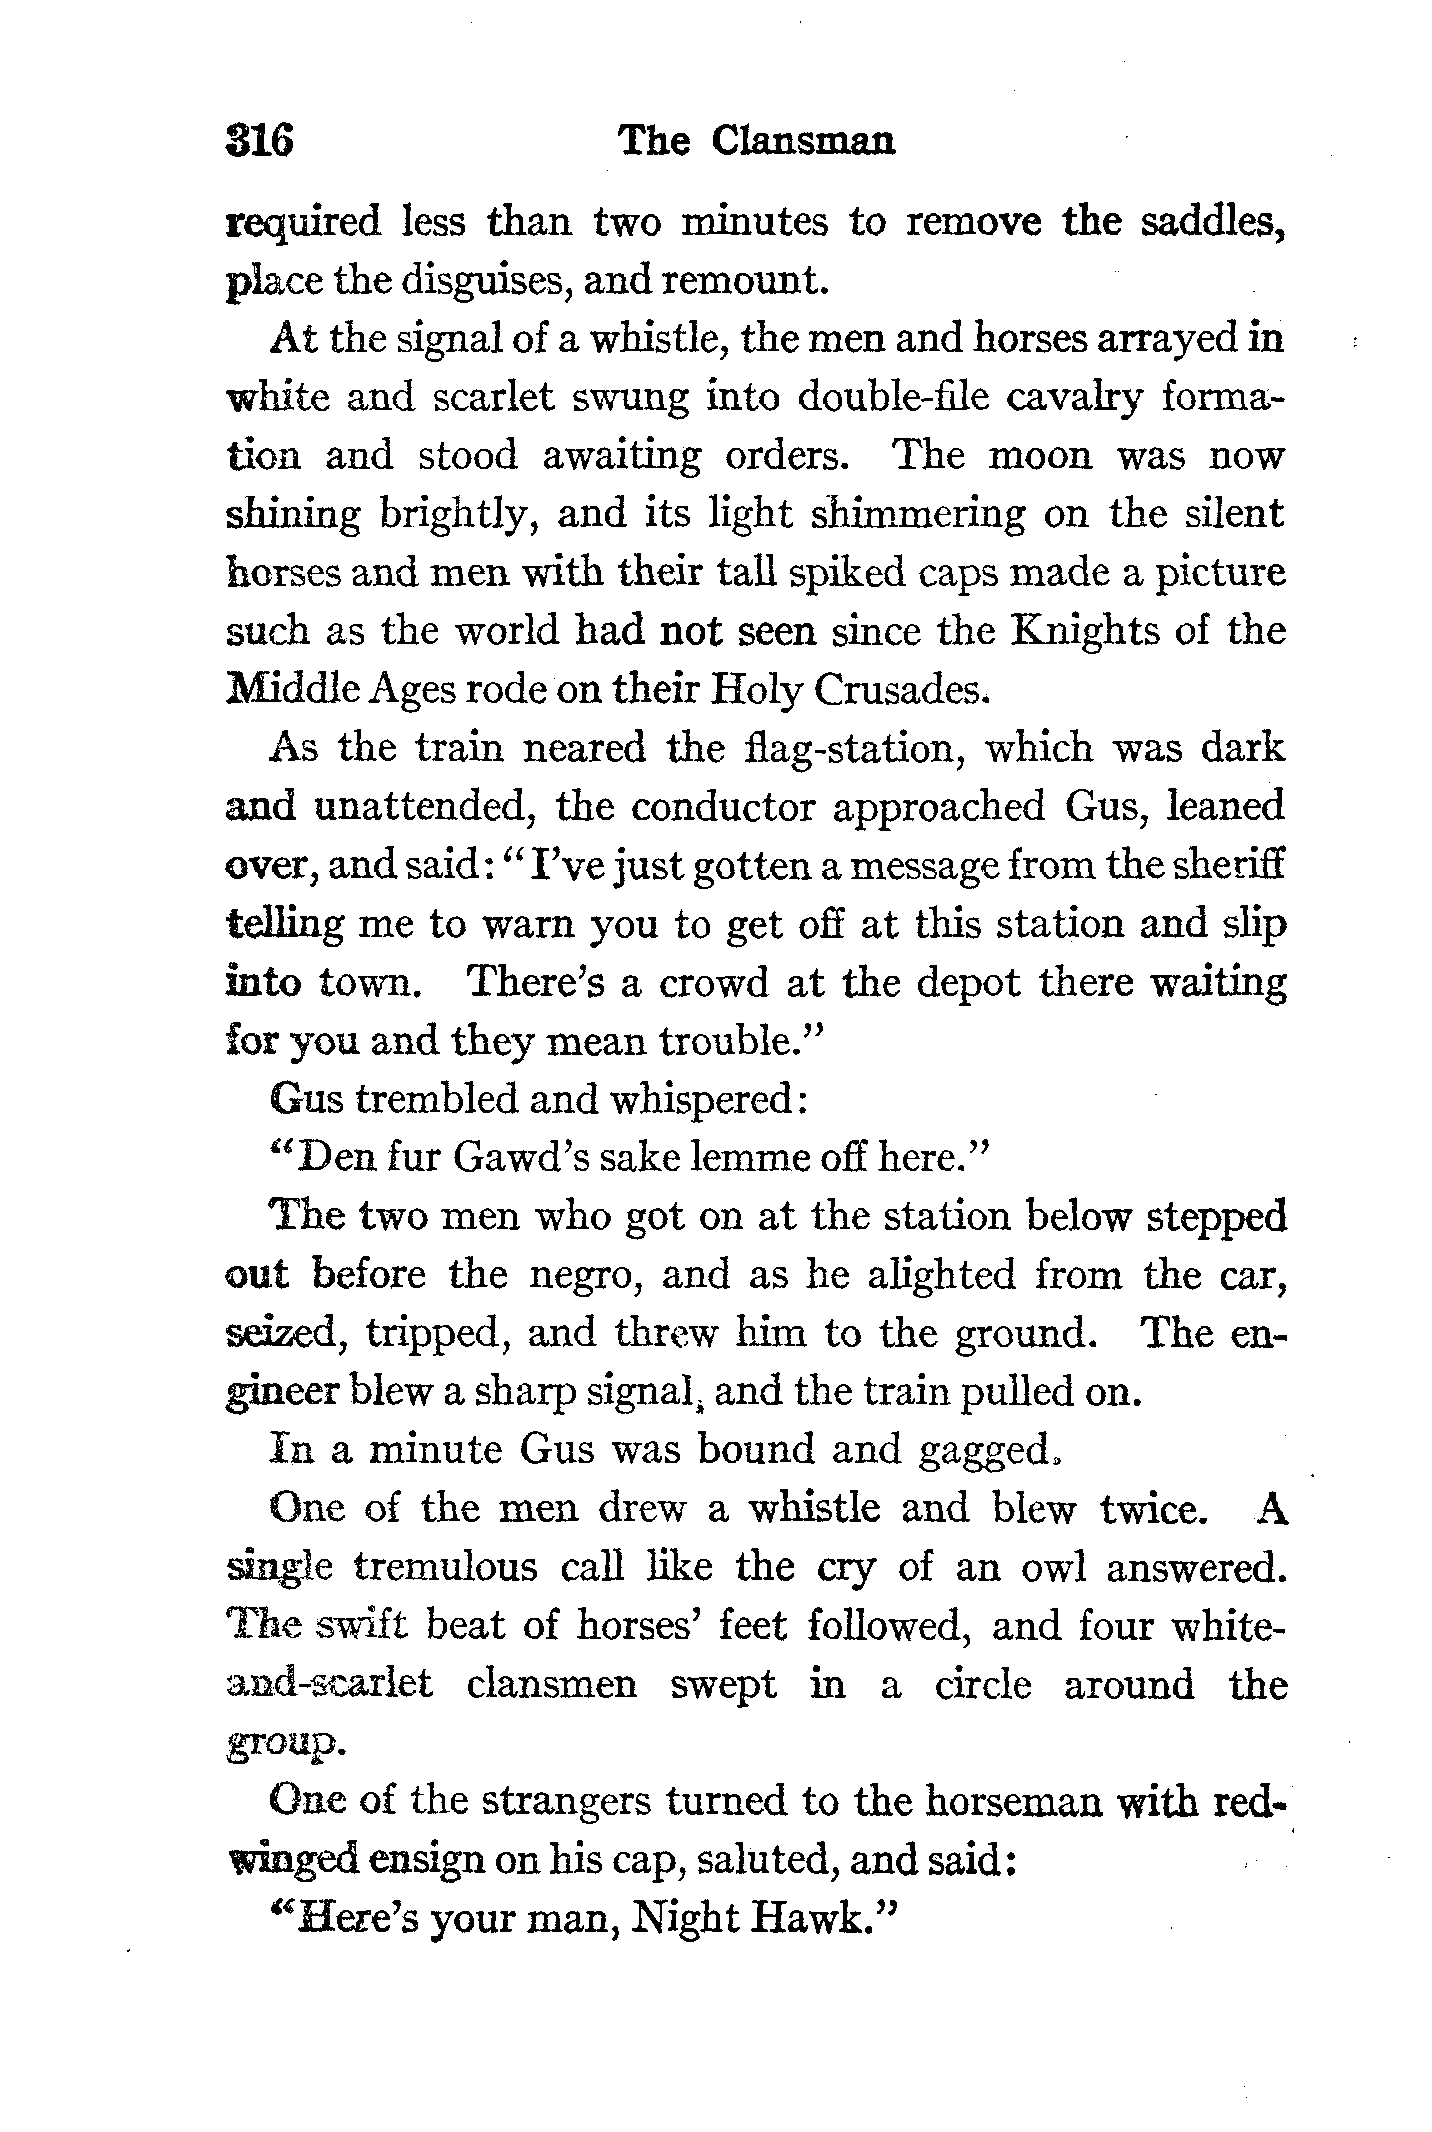 316 The Clansman
required less than two minutes to remove the saddles,
place the disguises, and remount.
At the signal of a whistle, the men and horses arrayed in
white and scarlet swung into double-file cavalry forma-
tion and stood awaiting orders. The moon was now
shining brightly, and its light shimmering on the silent
horses and men with their tall spiked caps made a picture
such as the world had not seen since the Knights of the
Middle Ages rode on their Holy Crusades.
As the train neared the flag-station, which was dark
and unattended, the conductor approached Gus, leaned
over, and said: "I've just gotten a message from the sheriff
telling me to warn you to get off at this station and slip
into town. There's a crowd at the depot there waiting
for you and they mean trouble."
Gus trembled and whispered:
"Den fur Gawd's sake lemme off here."
The two men who got on at the station below stepped
out before the negro, and as he alighted from the car,
seized, tripped, and threw him to the ground. The en-
gineer blew a sharp signal, and the train pulled on.
In a minute Gus was bound and gagged.
One of the men drew a whistle and blew twice. A
single tremulous call like the cry of an owl answered.
The swift beat of horses' feet followed, and four white-
and-scarlet clansmen swept in a circle around the
group.
One of the strangers turned to the horseman with red-
winged ensign on his cap, saluted, and said:
"Here's your man, Night Hawk."